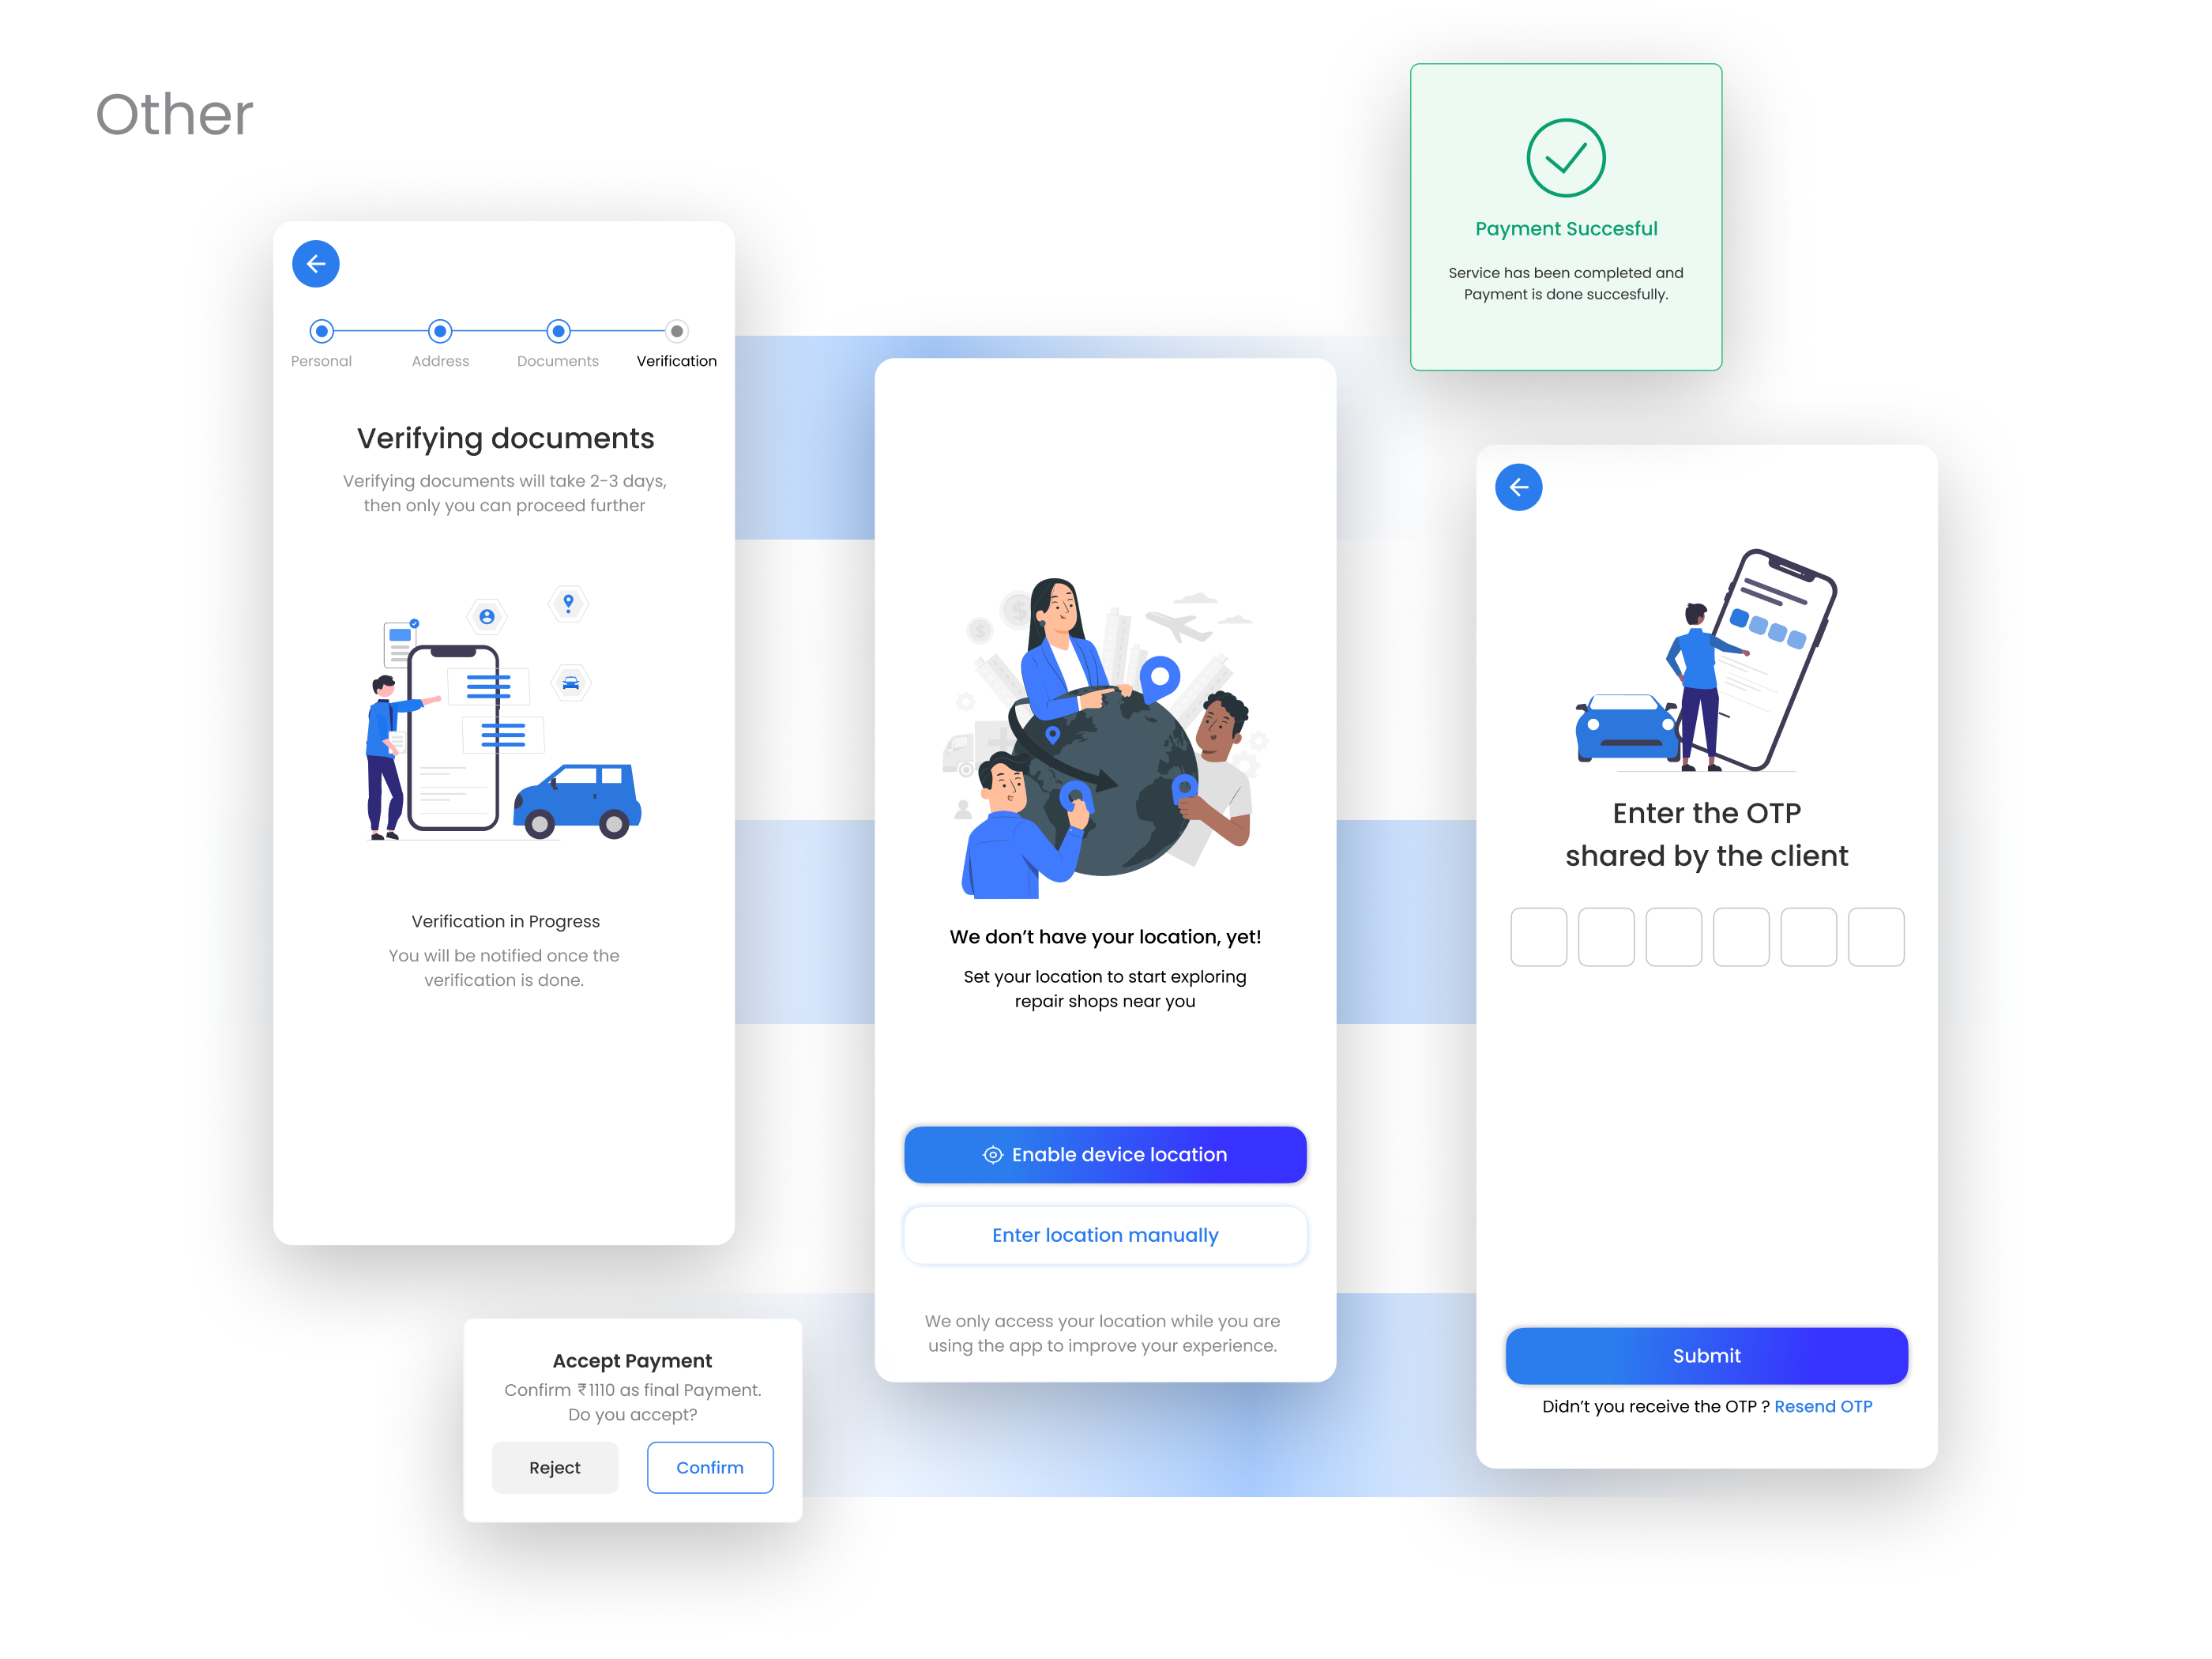 Other
Personal
Address
Documents
Verification
Verifying documents
Verifying documents will take 2-3 days,
then only you can proceed further
Verification in Progress
You will be notified once the
verification is done.
Accept Payment
Confirm ₹1110 as final Payment.
Do you accept?
Reject
Confirm
We don't have your location, yet!
Set your location to start exploring
repair shops near you
Enable device location
Enter location manually
We only access your location while you are
using the app to improve your experience.
Payment Succesful
Service has been completed and
Payment is done succesfully.
Enter the OTP
shared by the client
Submit
Didn't you receive the OTP ? Resend OTP